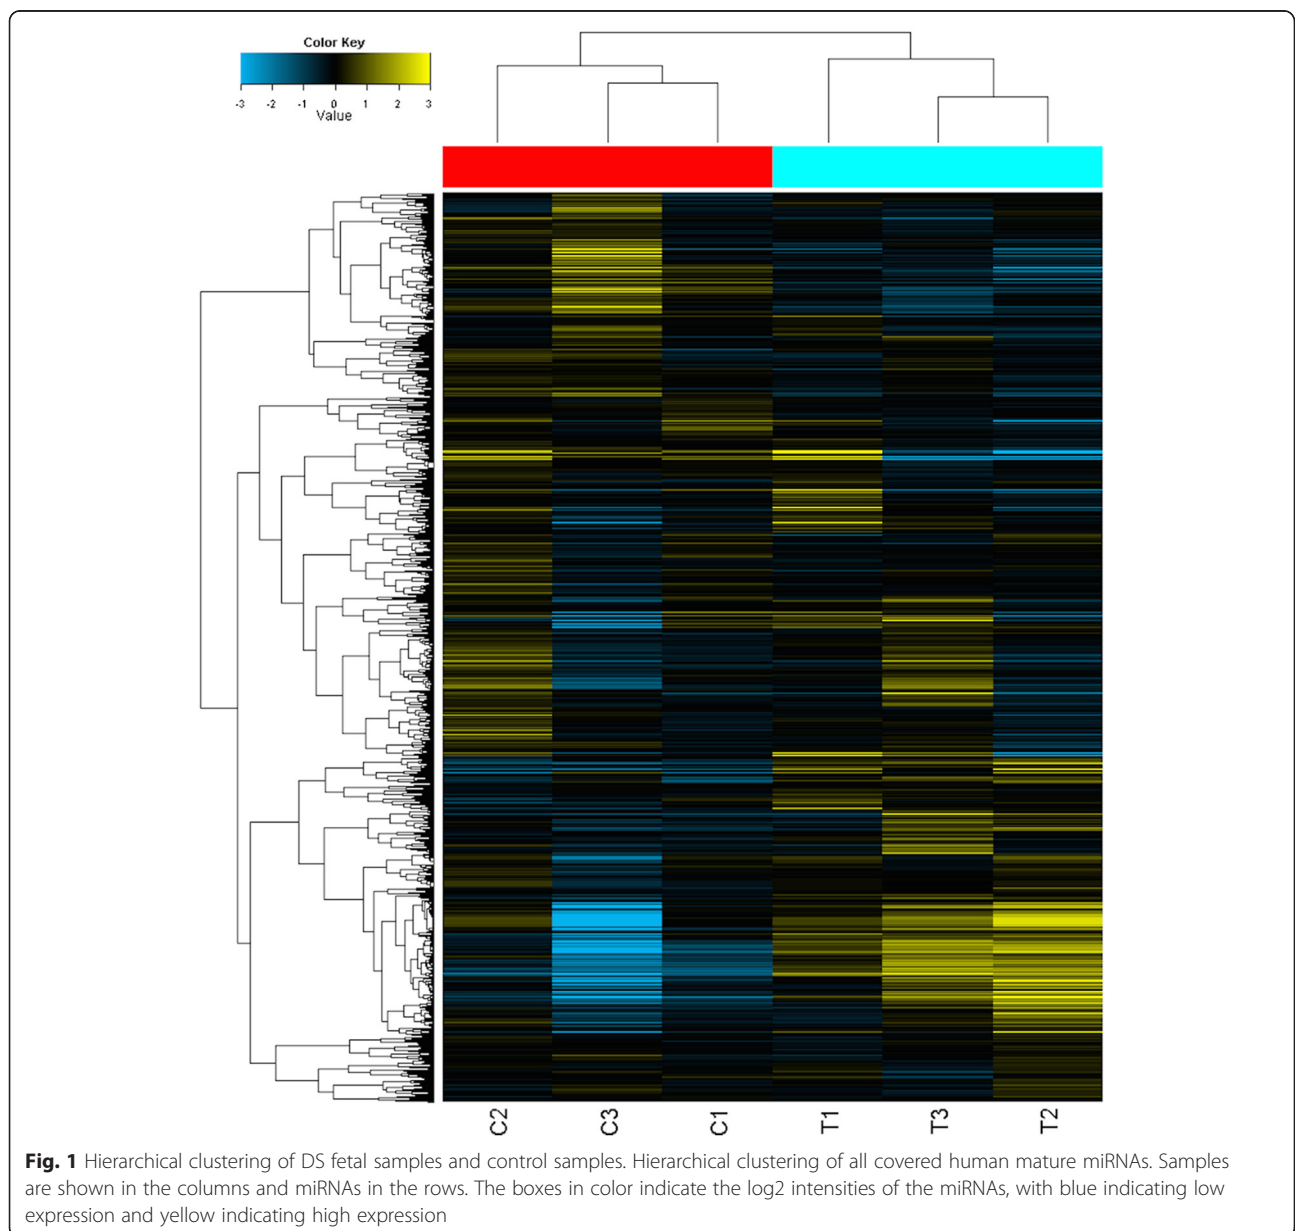 Color Key
-3 -2 -1 0 1 2 3
Value
C2 C3 C1 T1 T3 T2
Fig. 1 Hierarchical clustering of DS fetal samples and control samples. Hierarchical clustering of all covered human mature miRNAs. Samples
are shown in the columns and miRNAs in the rows. The boxes in color indicate the log2 intensities of the miRNAs, with blue indicating low
expression and yellow indicating high expression